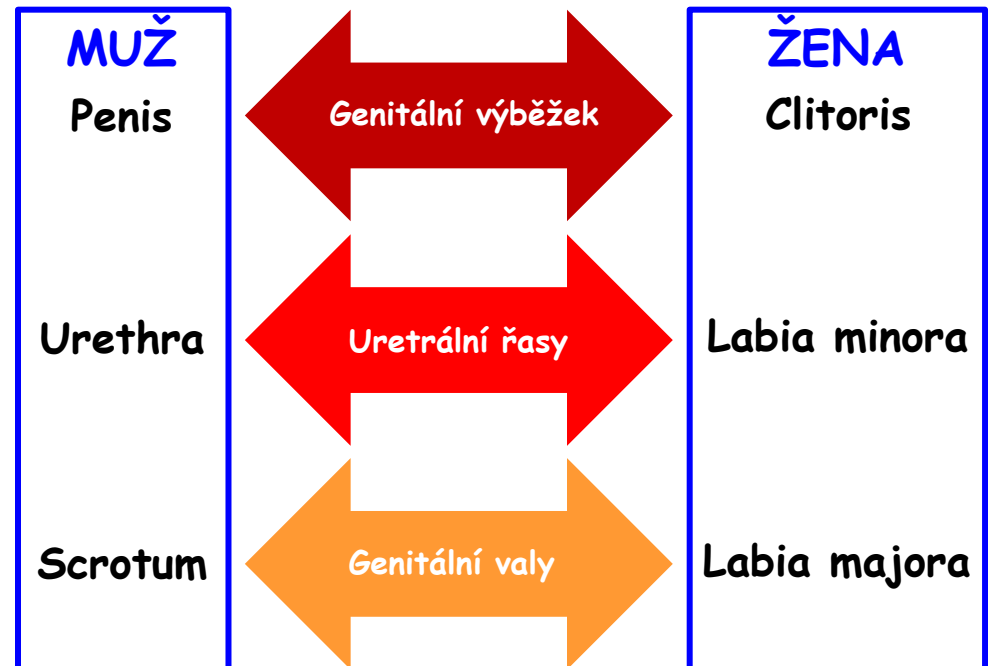 MUŽ
ŽENA
Penis
Genitální výběžek
Clitoris
Urethra
Uretrální řasy
Labia minora
Scrotum
Genitální valy
Labia majora